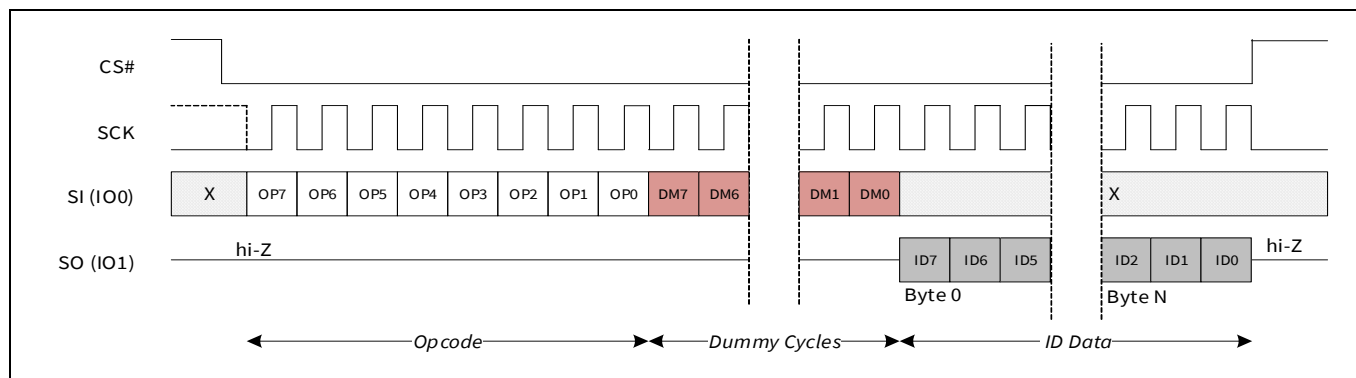 CS#
SCK
SI (IO0) X OP7 OP6 OP5 OP4 OP3 OP2 OP1 OP0 DM7 DM6 DM1 DM0 X
hi-Z hi-Z
SO (IO1) ID7 ID6 ID5 ID2 ID1 ID0
Byte 0 Byte N
Opcode Dummy Cycles ID Data